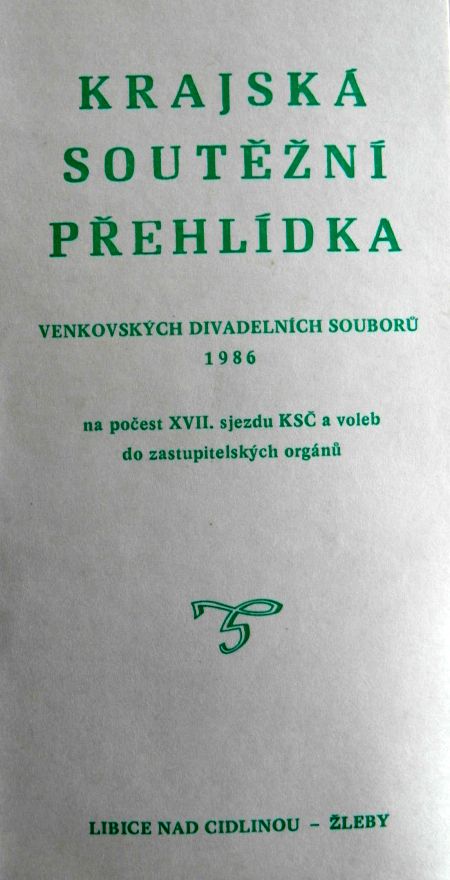 KRAJSKÁ
SOUTĚŽNÍ
PŘEHLÍDKA
VENKOVSKÝCH DIVADELNÍCH SOUBORŮ
1986
na počest XVII. sjezdu KSČ a voleb
do zastupitelských orgánů
LIBICE NAD CIDLINOU – ŽLEBY